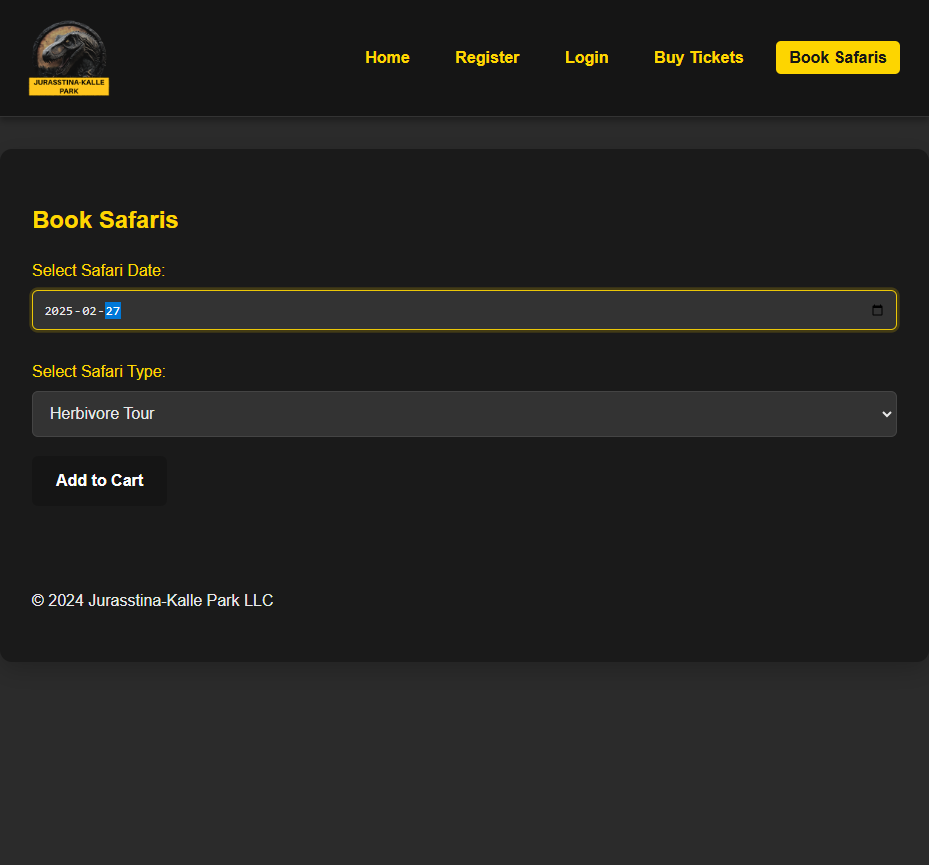 JURASSTINA-KALLE
PARK
Home Register Login Buy Tickets Book Safaris
Book Safaris
Select Safari Date:
2025-02-27
Select Safari Type:
Herbivore Tour
Add to Cart
© 2024 Jurasstina-Kalle Park LLC